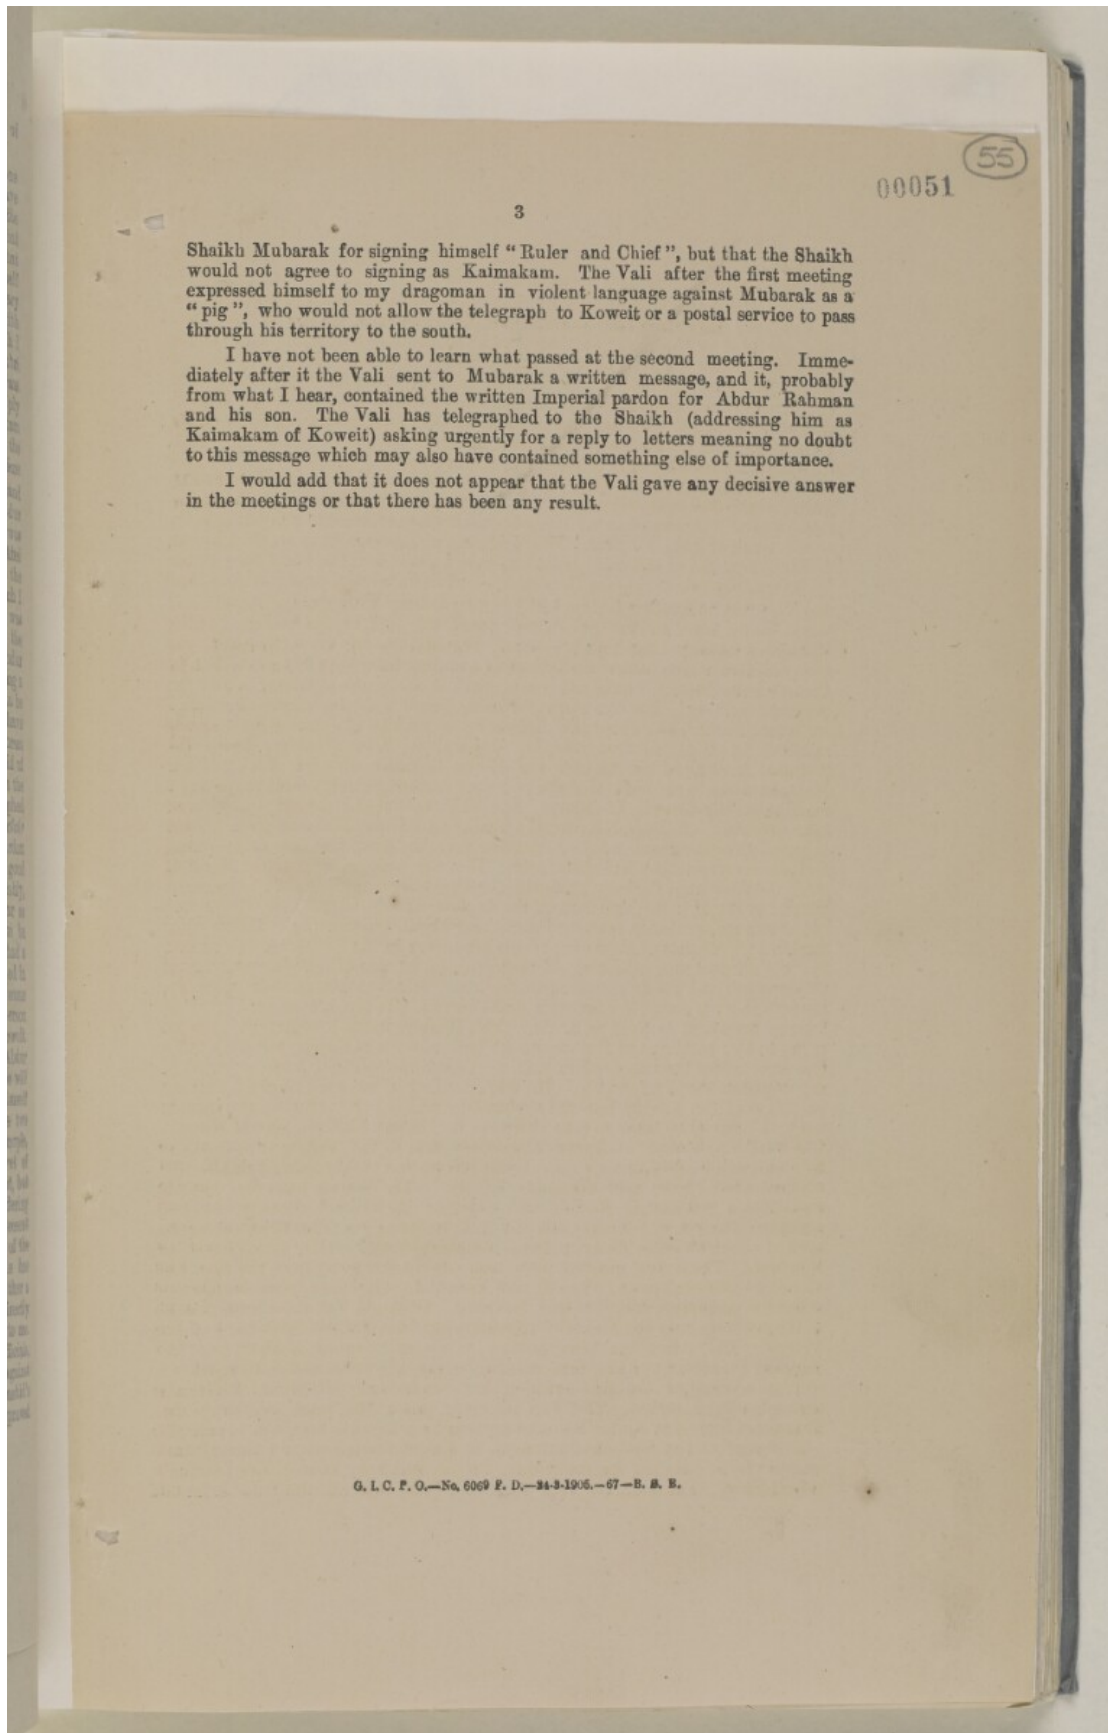 55
00051
3
Shaikh Mubarak for signing himself “Ruler and Chief”, but that the Shaikh
would not agree to signing as Kaimakam. The Vali after the first meeting
expressed himself to my dragoman in violent language against Mubarak as a
“pig”, who would not allow the telegraph to Koweit or a postal service to pass
through his territory to the south.
I have not been able to learn what passed at the second meeting. Imme-
diately after it the Vali sent to Mubarak a written message, and it, probably
from what I hear, contained the written Imperial pardon for Abdur Rahman
and his son. The Vali has telegraphed to the Shaikh (addressing him as
Kaimakam of Koweit) asking urgently for a reply to letters meaning no doubt
to this message which may also have contained something else of importance.
I would add that it does not appear that the Vali gave any decisive answer
in the meetings or that there has been any result.
G. I. C. P. O.—No. 6069 F. D.—24-3-1905.—67—B. S. B.